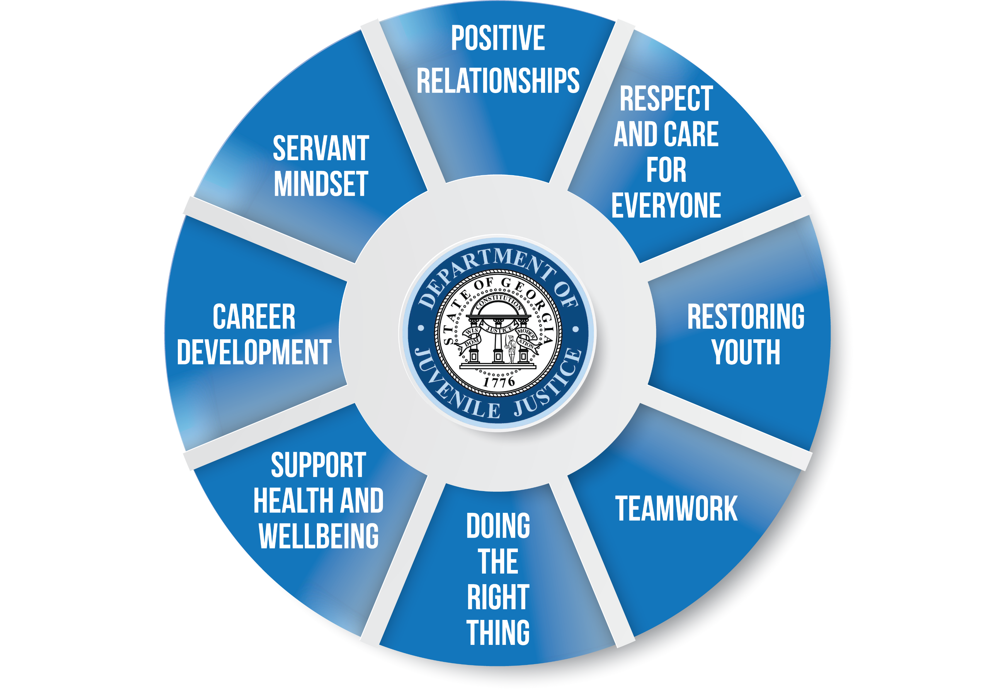 POSITIVE
RELATIONSHIPS
RESPECT
AND CARE
FOR
EVERYONE
RESTORING
YOUTH
TEAMWORK
DOING
THE
RIGHT
THING
SUPPORT
HEALTH AND
WELLBEING
CAREER
DEVELOPMENT
SERVANT
MINDSET
DEPARTMENT OF
JUVENILE JUSTICE
STATE OF GEORGIA
CONSTITUTION
WIS
DOM
JUSTICE
MODER
ATION
1776